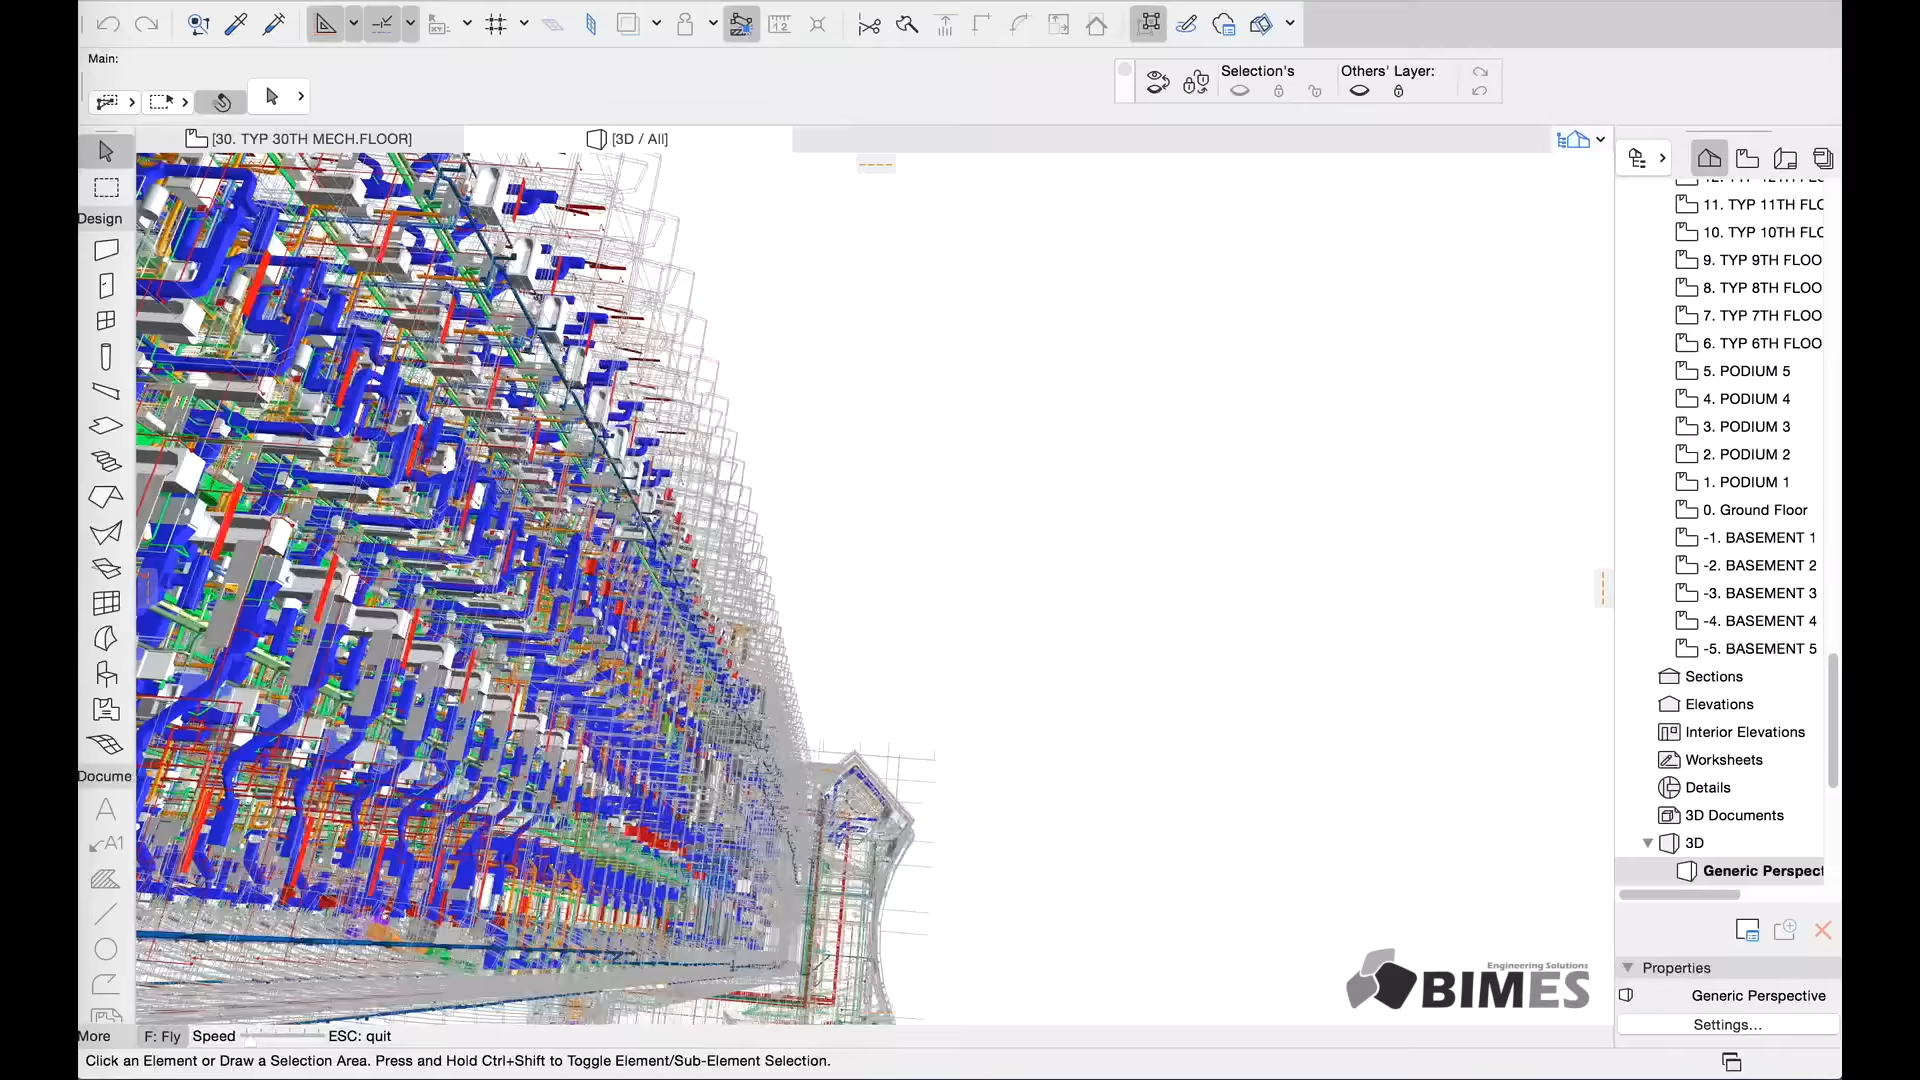 Main:
Selection's
Others' Layer:
[30. TYP 30TH MECH.FLOOR]
[3D / All]
Design
11. TYP 11TH FLO
10. TYP 10TH FLO
9. TYP 9TH FLOO
8. TYP 8TH FLOO
7. TYP 7TH FLOO
6. TYP 6TH FLOO
5. PODIUM 5
4. PODIUM 4
3. PODIUM 3
2. PODIUM 2
1. PODIUM 1
0. Ground Floor
-1. BASEMENT 1
-2. BASEMENT 2
-3. BASEMENT 3
-4. BASEMENT 4
-5. BASEMENT 5
Sections
Elevations
Interior Elevations
Worksheets
Details
3D Documents
3D
Generic Perspect
Docume
A
A1
Engineering Solutions
BIMES
Properties
Generic Perspective
Settings...
More
F: Fly
Speed
ESC: quit
Click an Element or Draw a Selection Area. Press and Hold Ctrl+Shift to Toggle Element/Sub-Element Selection.